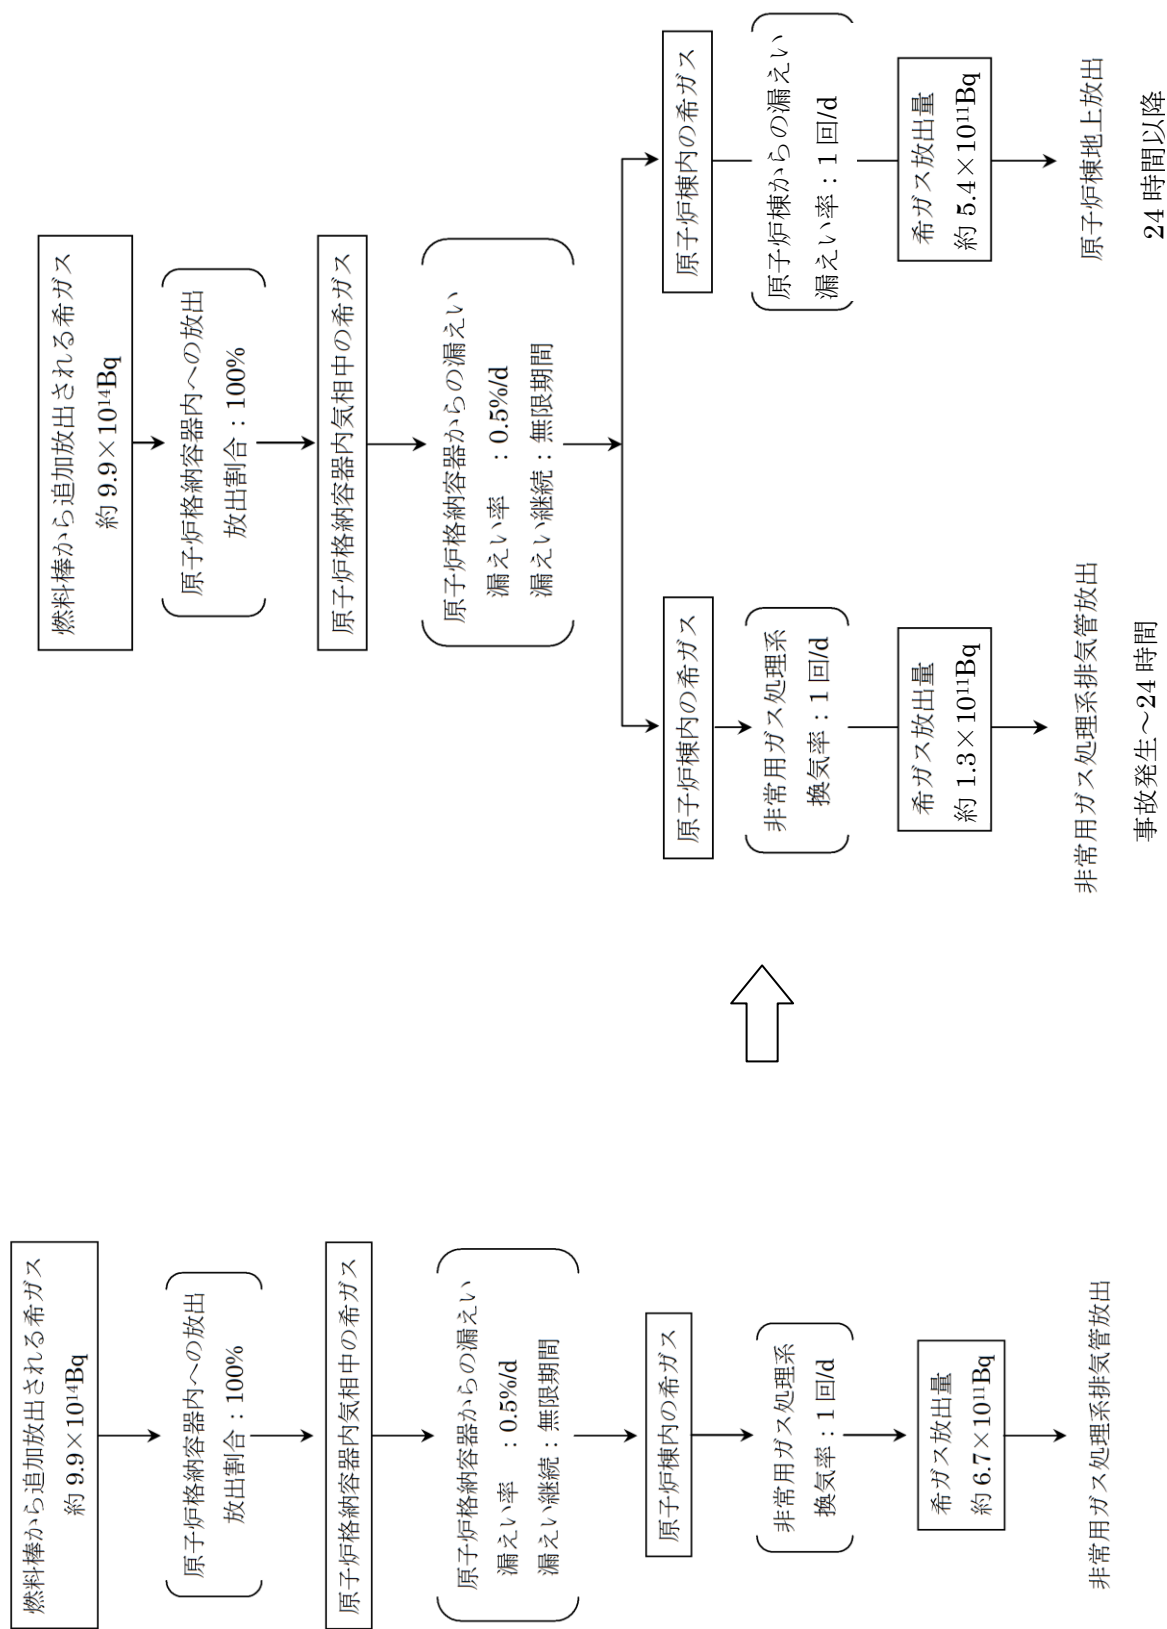 燃料棒から追加放出される希ガス
約 9.9×10¹⁴Bq
原子炉格納容器内への放出
放出割合：100%
原子炉格納容器内気相中の希ガス
原子炉格納容器からの漏えい
漏えい率　：0.5%/d
漏えい継続：無限期間
原子炉棟内の希ガス
非常用ガス処理系
換気率：1 回/d
希ガス放出量
約 6.7×10¹¹Bq
非常用ガス処理系排気管放出
燃料棒から追加放出される希ガス
約 9.9×10¹⁴Bq
原子炉格納容器内への放出
放出割合：100%
原子炉格納容器内気相中の希ガス
原子炉格納容器からの漏えい
漏えい率　：0.5%/d
漏えい継続：無限期間
原子炉棟内の希ガス
非常用ガス処理系
換気率：1 回/d
希ガス放出量
約 1.3×10¹¹Bq
非常用ガス処理系排気管放出
事故発生～24 時間
原子炉棟内の希ガス
原子炉棟からの漏えい
漏えい率：1 回/d
希ガス放出量
約 5.4×10¹¹Bq
原子炉棟地上放出
24 時間以降